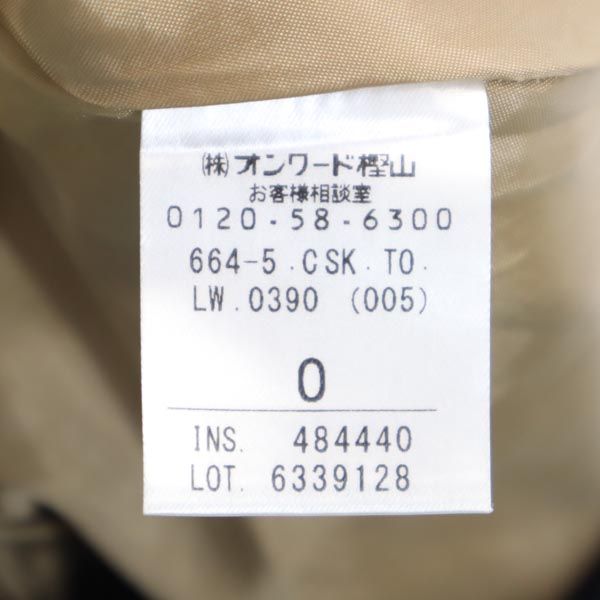 (株)オンワード樫山
お客様相談室
0120-58-6300
664-5.CSK.TO.
LW.0390 (005)
0
INS. 484440
LOT. 6339128